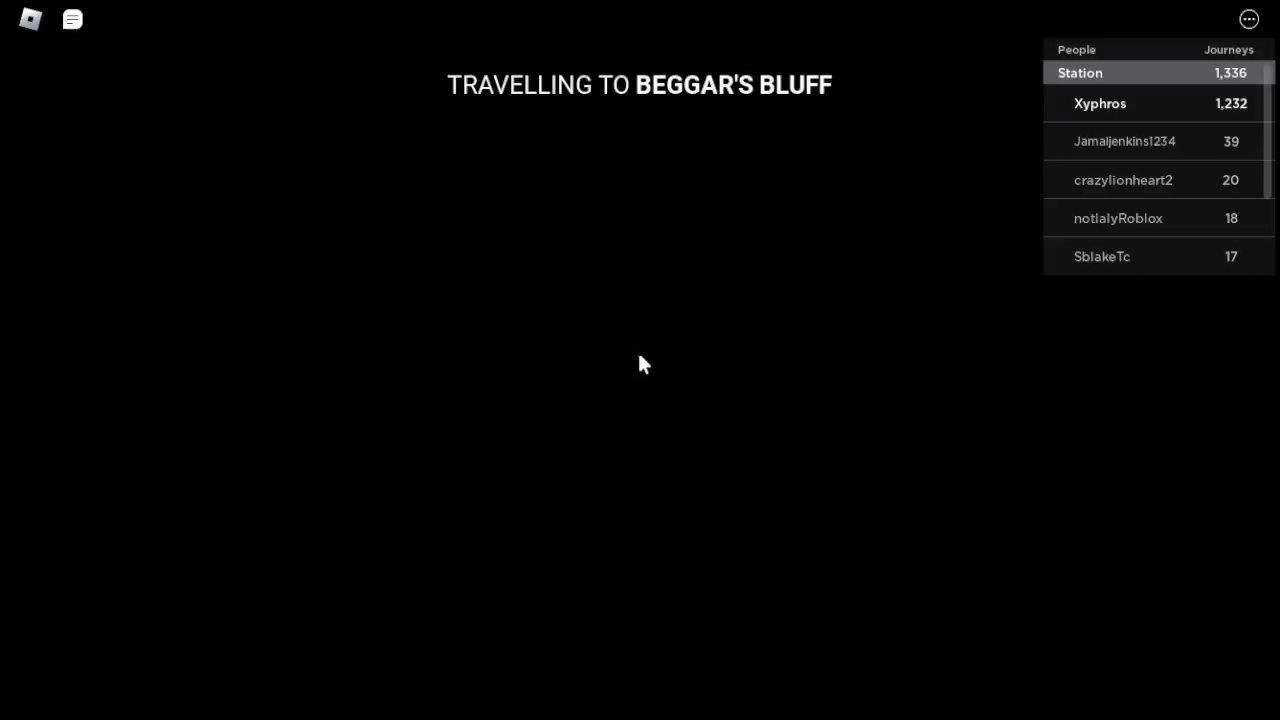 TRAVELLING TO BEGGAR'S BLUFF
People Journeys
Station 1,336
Xyphros 1,232
Jamaljenkins1234 39
crazylionheart2 20
notlalyRoblox 18
SblakeTc 17